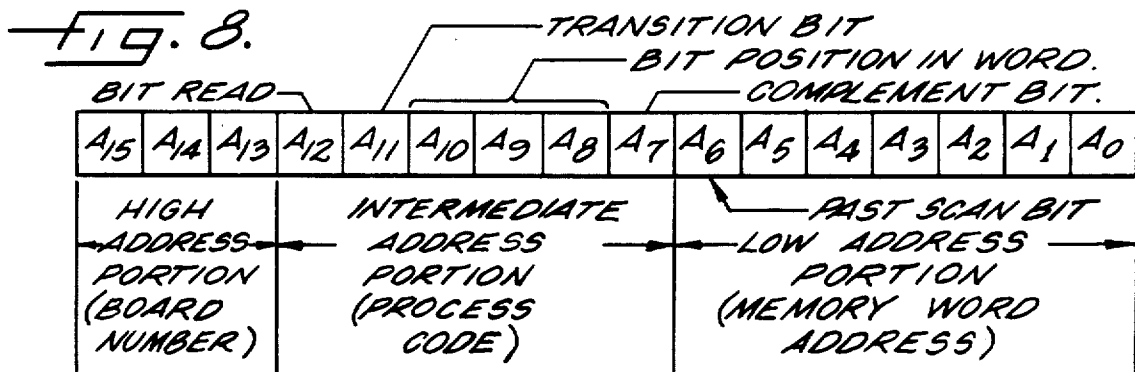 Fig. 8.
TRANSITION BIT
BIT POSITION IN WORD.
BIT READ
COMPLEMENT BIT.
A15 A14 A13 A12 A11 A10 A9 A8 A7 A6 A5 A4 A3 A2 A1 A0
HIGH ADDRESS PORTION (BOARD NUMBER)
INTERMEDIATE ADDRESS PORTION (PROCESS CODE)
PAST SCAN BIT
LOW ADDRESS PORTION (MEMORY WORD ADDRESS)